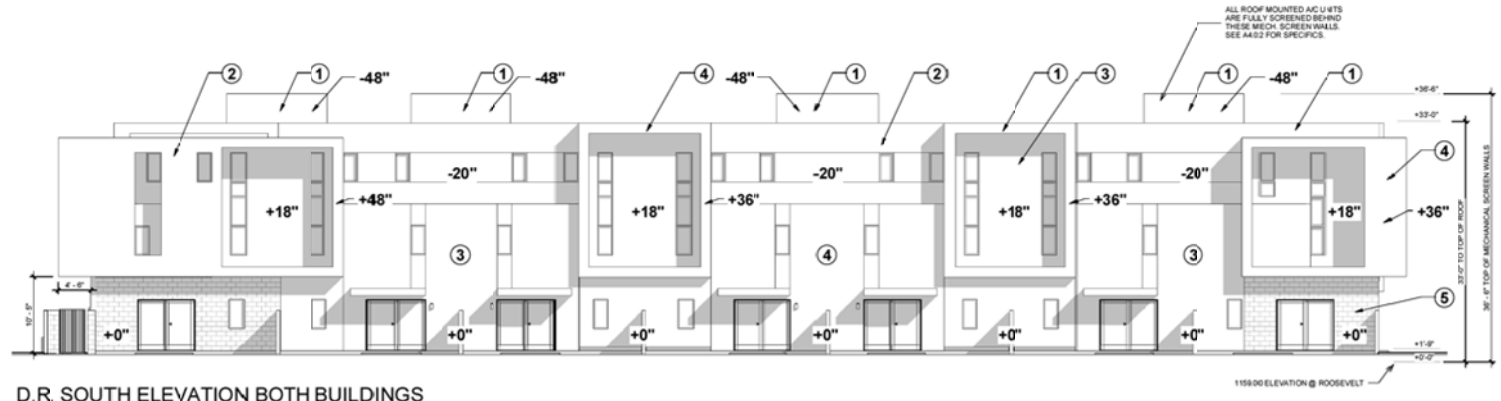 ALL ROOF MOUNTED A/C UNITS
ARE FULLY SCREENED BEHIND
THESE MECH. SCREEN WALLS.
SEE A4.0.2 FOR SPECIFICS.
2 1 -48" 1 -48" 4 -48" 1 2 1 3 1 -48" 1
+36'-6"
+33'-0"
4
-20" -20" -20"
+48" +36" +36"
+18" +18" +18" +18" +36"
3 4 3
4'-6"
10'-5"
5
+0" +0" +0" +0" +0" +0" +0" +0"
33'-0" TO TOP OF ROOF
36'-6" TOP OF MECHANICAL SCREEN WALLS
+1'-9"
+0'-0"
1159.00 ELEVATION @ ROOSEVELT
D.R. SOUTH ELEVATION BOTH BUILDINGS